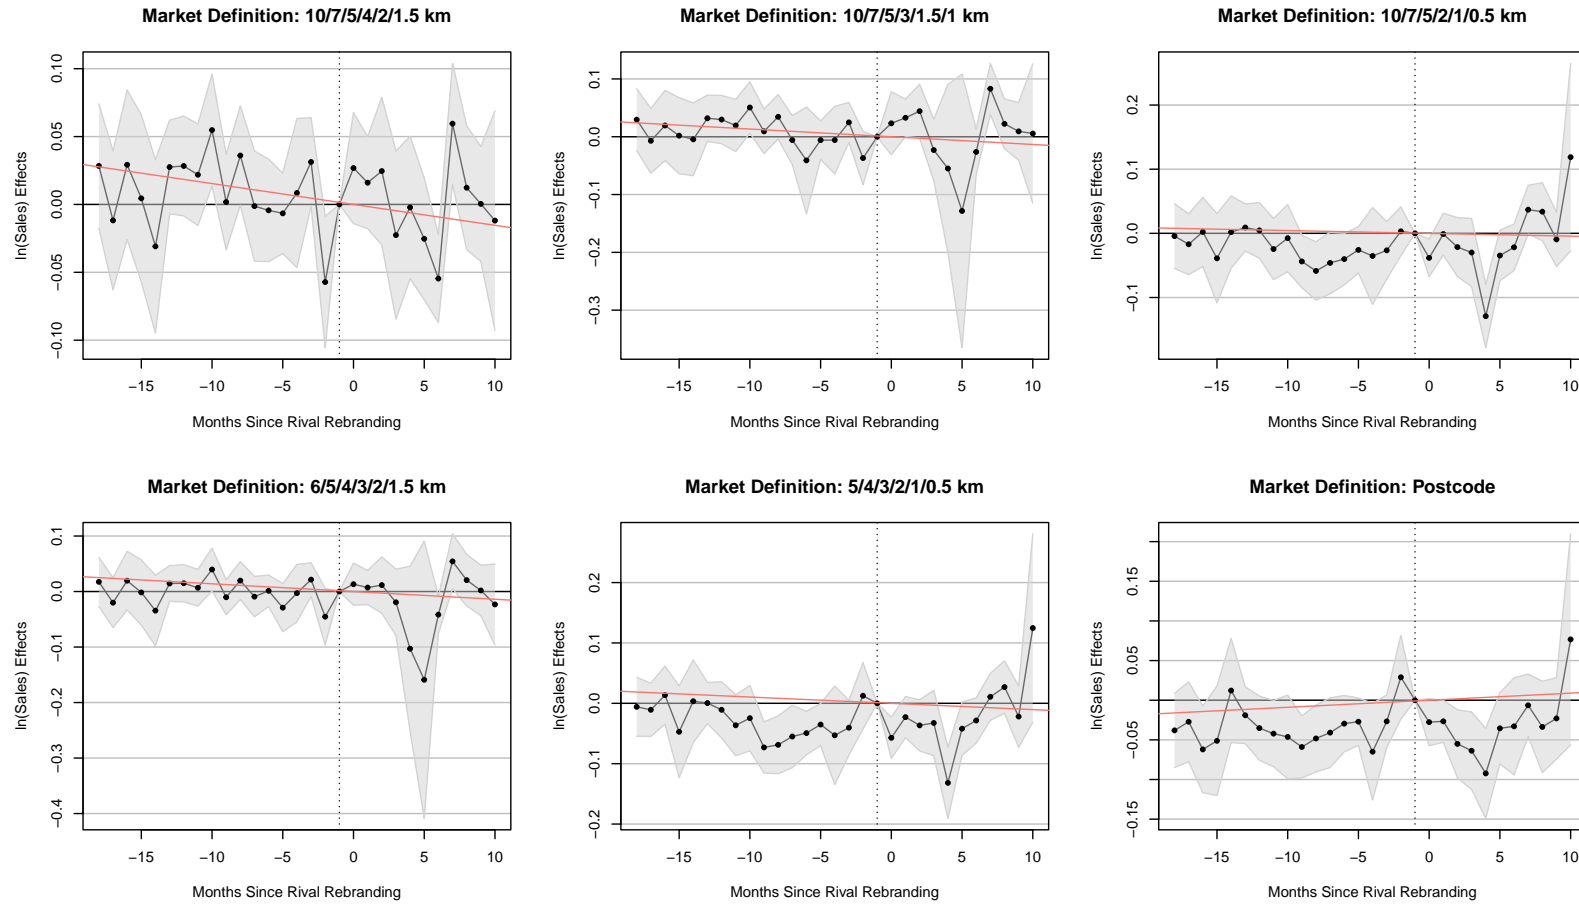 Market Definition: 10/7/5/4/2/1.5 km
ln(Sales) Effects
0.10
0.05
0.00
−0.05
−0.10
−15 −10 −5 0 5 10
Months Since Rival Rebranding
Market Definition: 10/7/5/3/1.5/1 km
ln(Sales) Effects
0.1
0.0
−0.1
−0.2
−0.3
−15 −10 −5 0 5 10
Months Since Rival Rebranding
Market Definition: 10/7/5/2/1/0.5 km
ln(Sales) Effects
0.2
0.1
0.0
−0.1
−15 −10 −5 0 5 10
Months Since Rival Rebranding
Market Definition: 6/5/4/3/2/1.5 km
ln(Sales) Effects
0.1
0.0
−0.1
−0.2
−0.3
−0.4
−15 −10 −5 0 5 10
Months Since Rival Rebranding
Market Definition: 5/4/3/2/1/0.5 km
ln(Sales) Effects
0.2
0.1
0.0
−0.1
−0.2
−15 −10 −5 0 5 10
Months Since Rival Rebranding
Market Definition: Postcode
ln(Sales) Effects
0.15
0.05
−0.05
−0.15
−15 −10 −5 0 5 10
Months Since Rival Rebranding